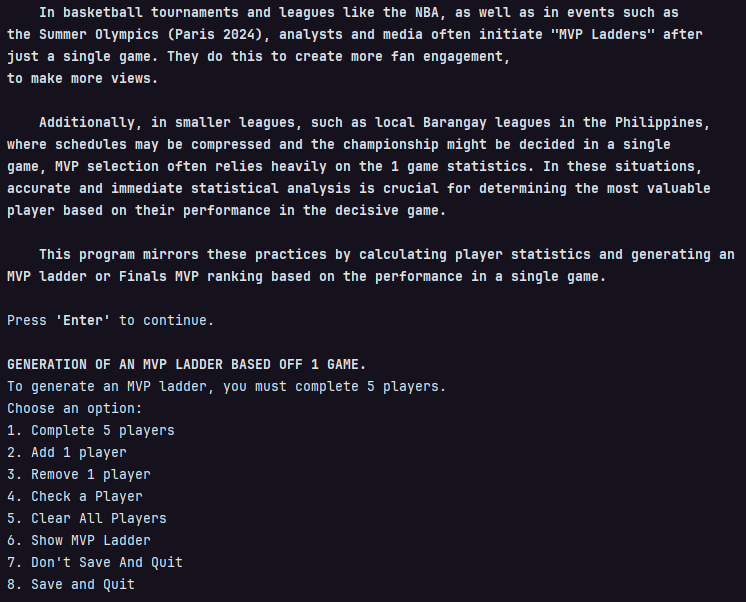 In basketball tournaments and leagues like the NBA, as well as in events such as
the Summer Olympics (Paris 2024), analysts and media often initiate "MVP Ladders" after
just a single game. They do this to create more fan engagement,
to make more views.
Additionally, in smaller leagues, such as local Barangay leagues in the Philippines,
where schedules may be compressed and the championship might be decided in a single
game, MVP selection often relies heavily on the 1 game statistics. In these situations,
accurate and immediate statistical analysis is crucial for determining the most valuable
player based on their performance in the decisive game.
This program mirrors these practices by calculating player statistics and generating an
MVP ladder or Finals MVP ranking based on the performance in a single game.
Press 'Enter' to continue.
GENERATION OF AN MVP LADDER BASED OFF 1 GAME.
To generate an MVP ladder, you must complete 5 players.
Choose an option:
1. Complete 5 players
2. Add 1 player
3. Remove 1 player
4. Check a Player
5. Clear All Players
6. Show MVP Ladder
7. Don't Save And Quit
8. Save and Quit